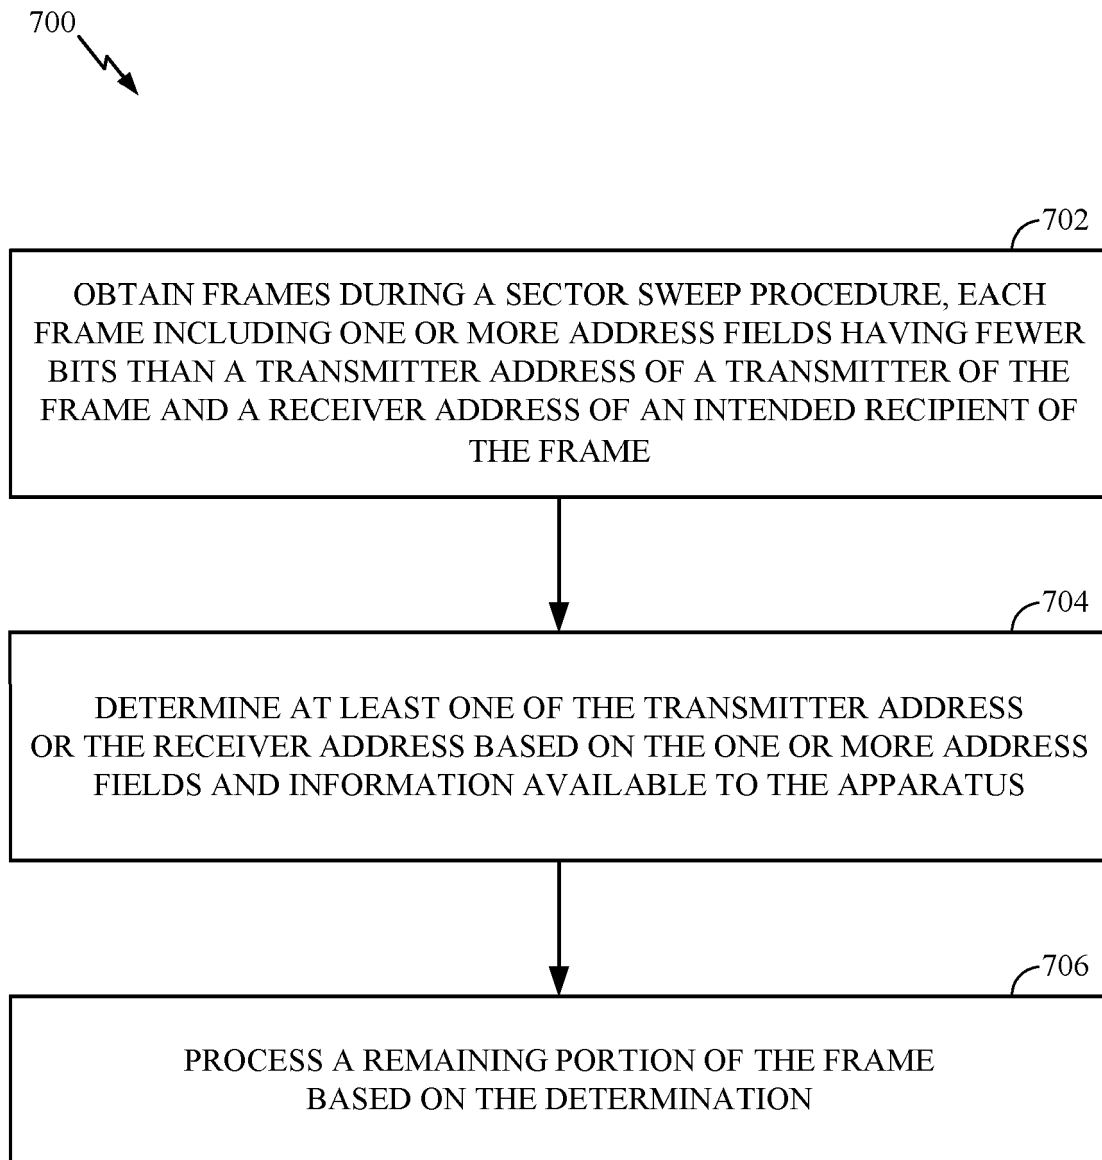 700
702
OBTAIN FRAMES DURING A SECTOR SWEEP PROCEDURE, EACH
FRAME INCLUDING ONE OR MORE ADDRESS FIELDS HAVING FEWER
BITS THAN A TRANSMITTER ADDRESS OF A TRANSMITTER OF THE
FRAME AND A RECEIVER ADDRESS OF AN INTENDED RECIPIENT OF
THE FRAME
704
DETERMINE AT LEAST ONE OF THE TRANSMITTER ADDRESS
OR THE RECEIVER ADDRESS BASED ON THE ONE OR MORE ADDRESS
FIELDS AND INFORMATION AVAILABLE TO THE APPARATUS
706
PROCESS A REMAINING PORTION OF THE FRAME
BASED ON THE DETERMINATION